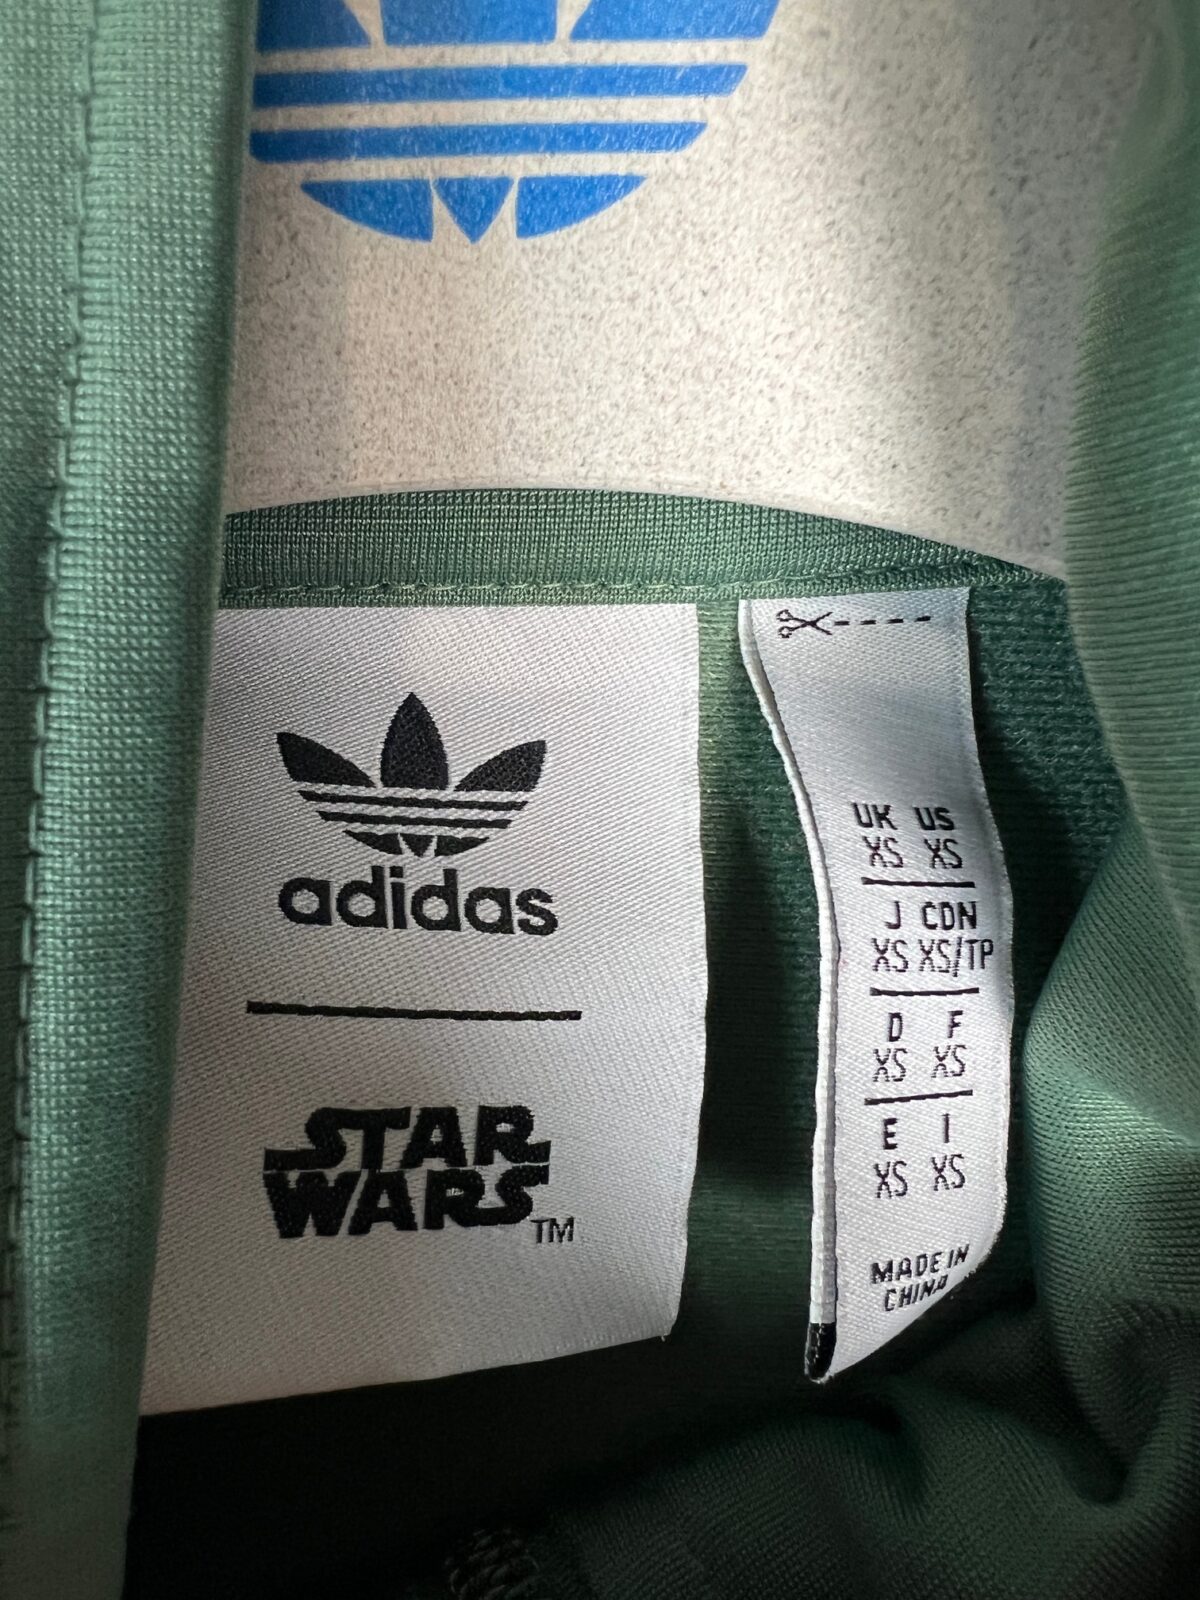 adidas
STAR
WARS
TM
UK US
XS XS
J CDN
XS XS/TP
D F
XS XS
E I
XS XS
MADE IN
CHINA